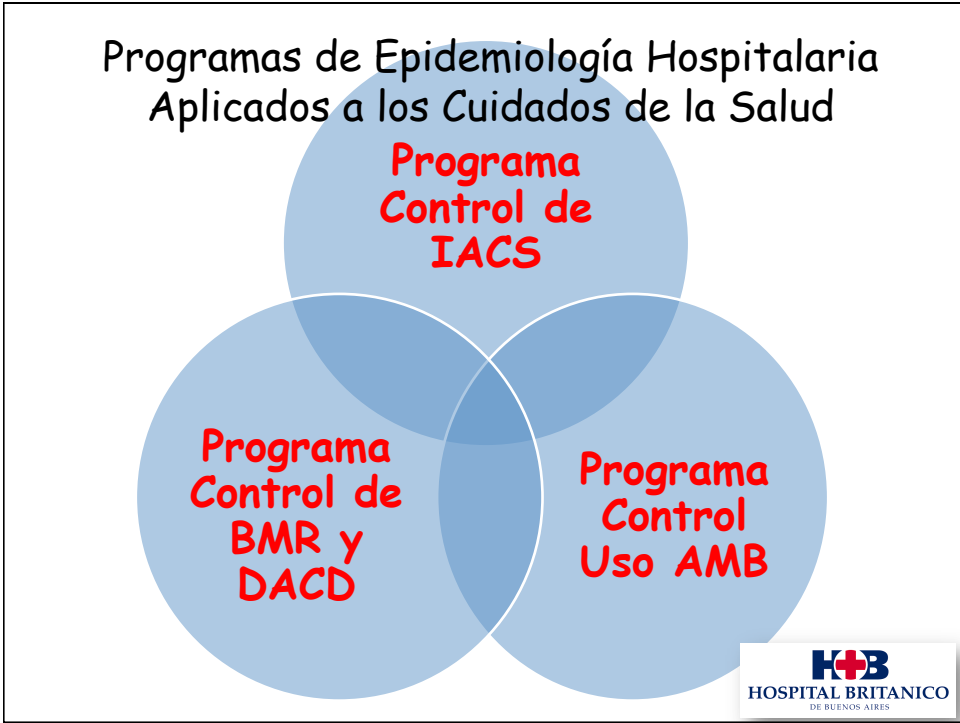 Programas de Epidemiología Hospitalaria
Aplicados a los Cuidados de la Salud
Programa
Control de
IACS
Programa
Control de
BMR y
DACD
Programa
Control
Uso AMB
HB
HOSPITAL BRITANICO
DE BUENOS AIRES